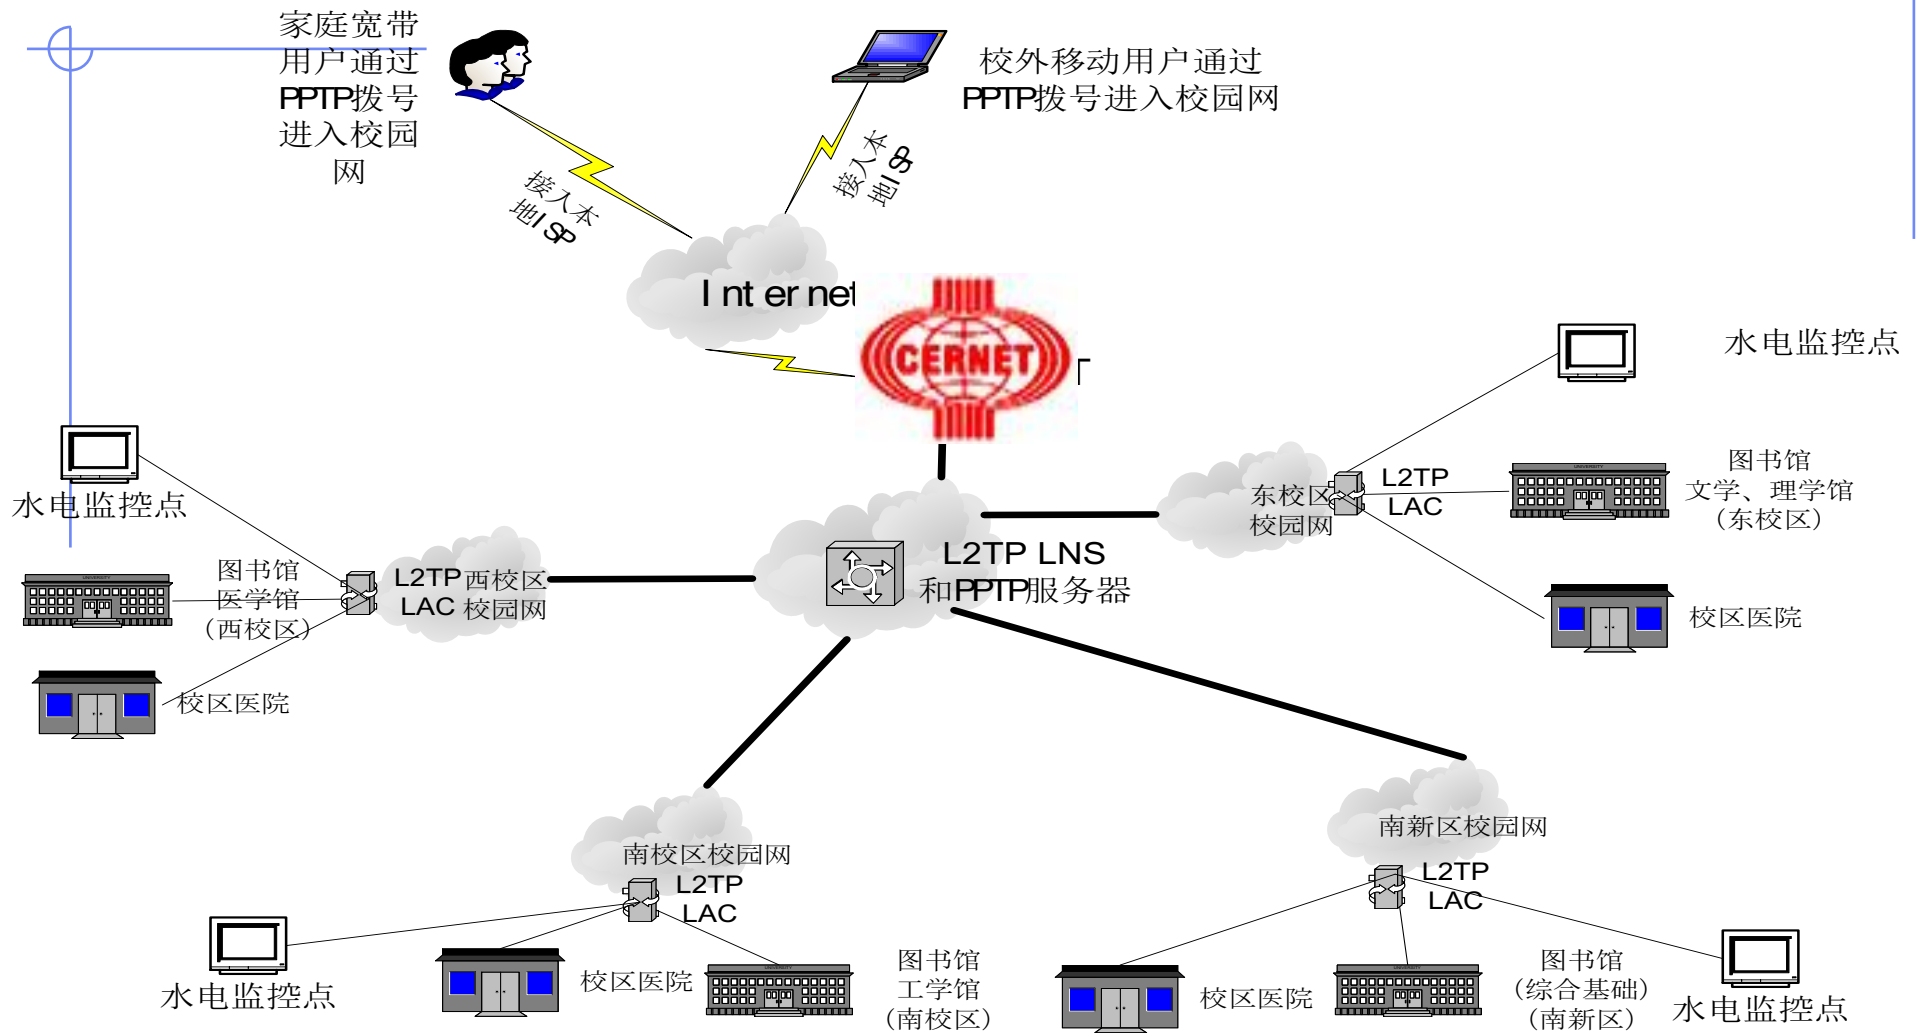 家庭宽带
用户通过
PPTP拨号
进入校园
网
校外移动用户通过
PPTP拨号进入校园网
接入本
地ISP
接入本
地ISP
Internet
CERNET
水电监控点
图书馆
文学、理学馆
(东校区)
校区医院
东校区
校园网
L2TP
LAC
L2TP LNS
和PPTP服务器
水电监控点
图书馆
医学馆
(西校区)
校区医院
L2TP
LAC
西校区
校园网
南校区校园网
L2TP
LAC
水电监控点
校区医院
图书馆
工学馆
(南校区)
南新区校园网
L2TP
LAC
校区医院
图书馆
(综合基础)
(南新区)
水电监控点
UNIVERSITY
UNIVERSITY
UNIVERSITY
UNIVERSITY